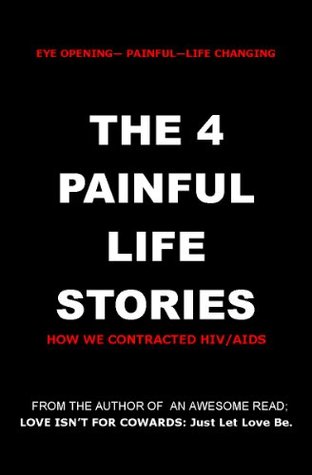 EYE OPENING— PAINFUL—LIFE CHANGING
THE 4
PAINFUL
LIFE
STORIES
HOW WE CONTRACTED HIV/AIDS
FROM THE AUTHOR OF AN AWESOME READ;
LOVE ISN'T FOR COWARDS: Just Let Love Be.